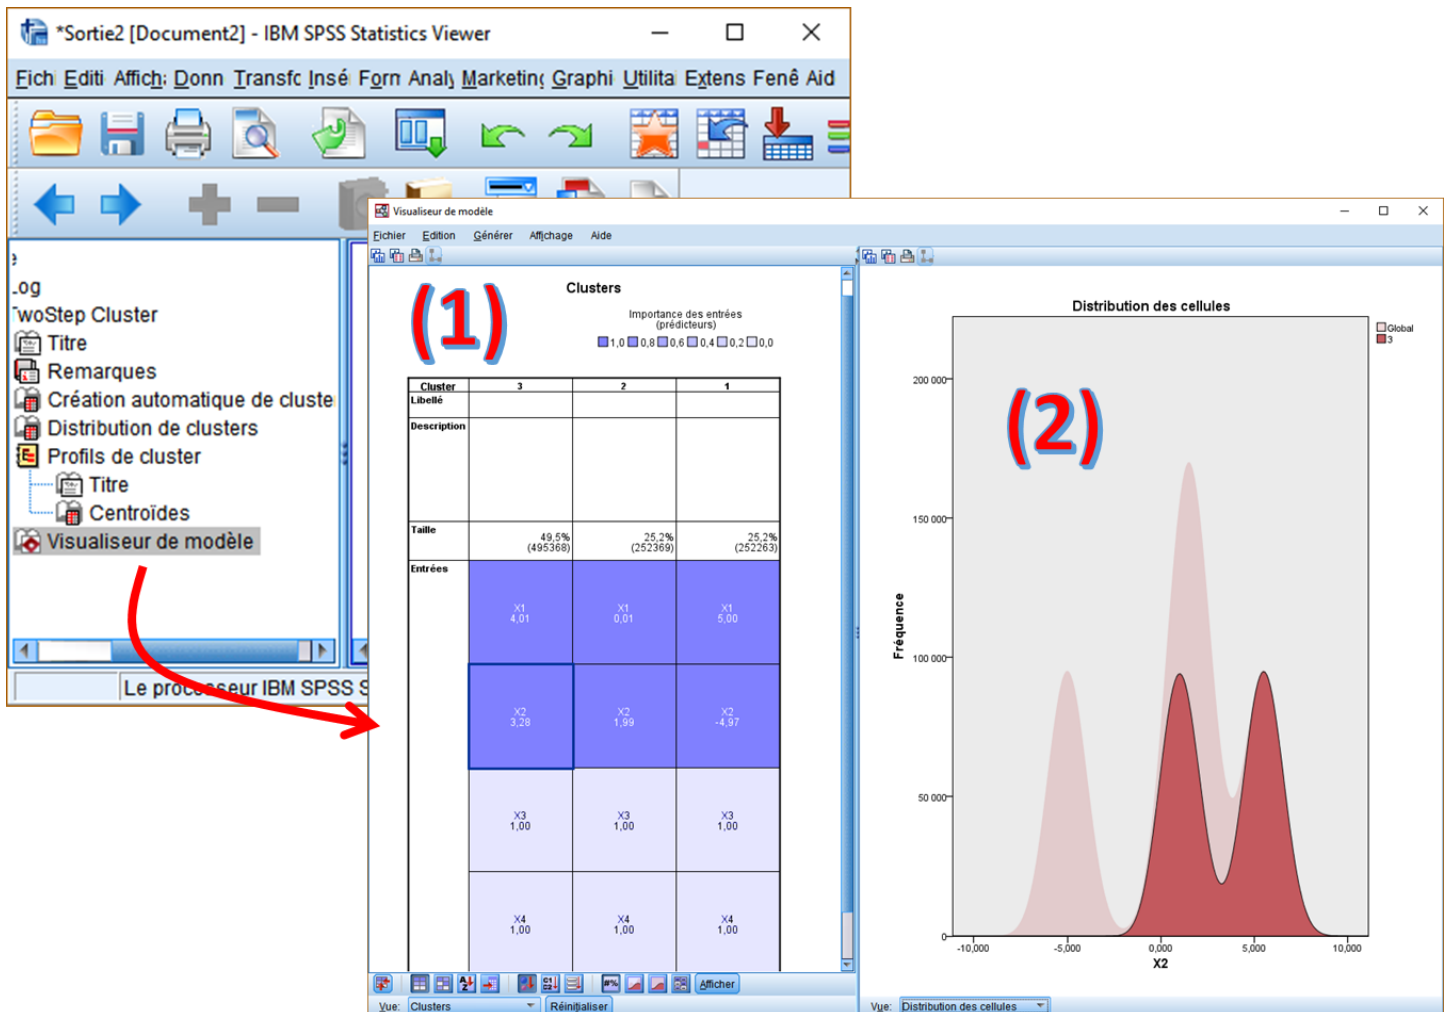 *Sortie2 [Document2] - IBM SPSS Statistics Viewer
Fich Editi Affich: Donn Transfc Insé Forn Analy Marketing Graphi Utilita Extens Fenê Aid
Log
TwoStep Cluster
Titre
Remarques
Création automatique de cluste
Distribution de clusters
Profils de cluster
Titre
Centroïdes
Visualiseur de modèle
Le processeur IBM SPSS S
Visualiseur de modèle
Fichier Edition Générer Affichage Aide
(1)
Clusters
Importance des entrées
(prédicteurs)
1,0 0,8 0,6 0,4 0,2 0,0
Cluster 3 2 1
Libellé
Description
Taille
49,5% 25,2% 25,2%
(495368) (252369) (252263)
Entrées
X1 X1 X1
4,01 0,01 5,00
X2 X2 X2
3,28 1,99 -4,97
X3 X3 X3
1,00 1,00 1,00
X4 X4 X4
1,00 1,00 1,00
Afficher
Vue: Clusters Réinitialiser
(2)
Distribution des cellules
Global
3
200 000
150 000
100 000
50 000
0
Fréquence
-10,000 -5,000 0,000 5,000 10,000
X2
Vue: Distribution des cellules